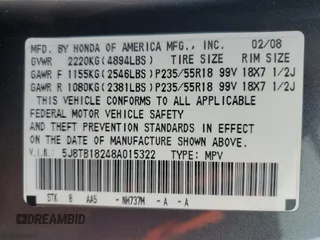 MFD. BY HONDA OF AMERICA MFG., INC. 02/08
GVWR 2220KG(4894LBS) TIRE SIZE RIM SIZE
GAWR F 1155KG(2546LBS) P235/55R18 99V 18X7 1/2J
GAWR R 1080KG(2381LBS) P235/55R18 99V 18X7 1/2J
THIS VEHICLE CONFORMS TO ALL APPLICABLE
FEDERAL MOTOR VEHICLE SAFETY
AND THEFT PREVENTION STANDARDS IN EFFECT
ON THE DATE OF MANUFACTURE SHOWN ABOVE.
V.I.N.: 5J8TB18248A015322 TYPE: MPV
STK B AAS -NH737M -A -A
DREAMBID